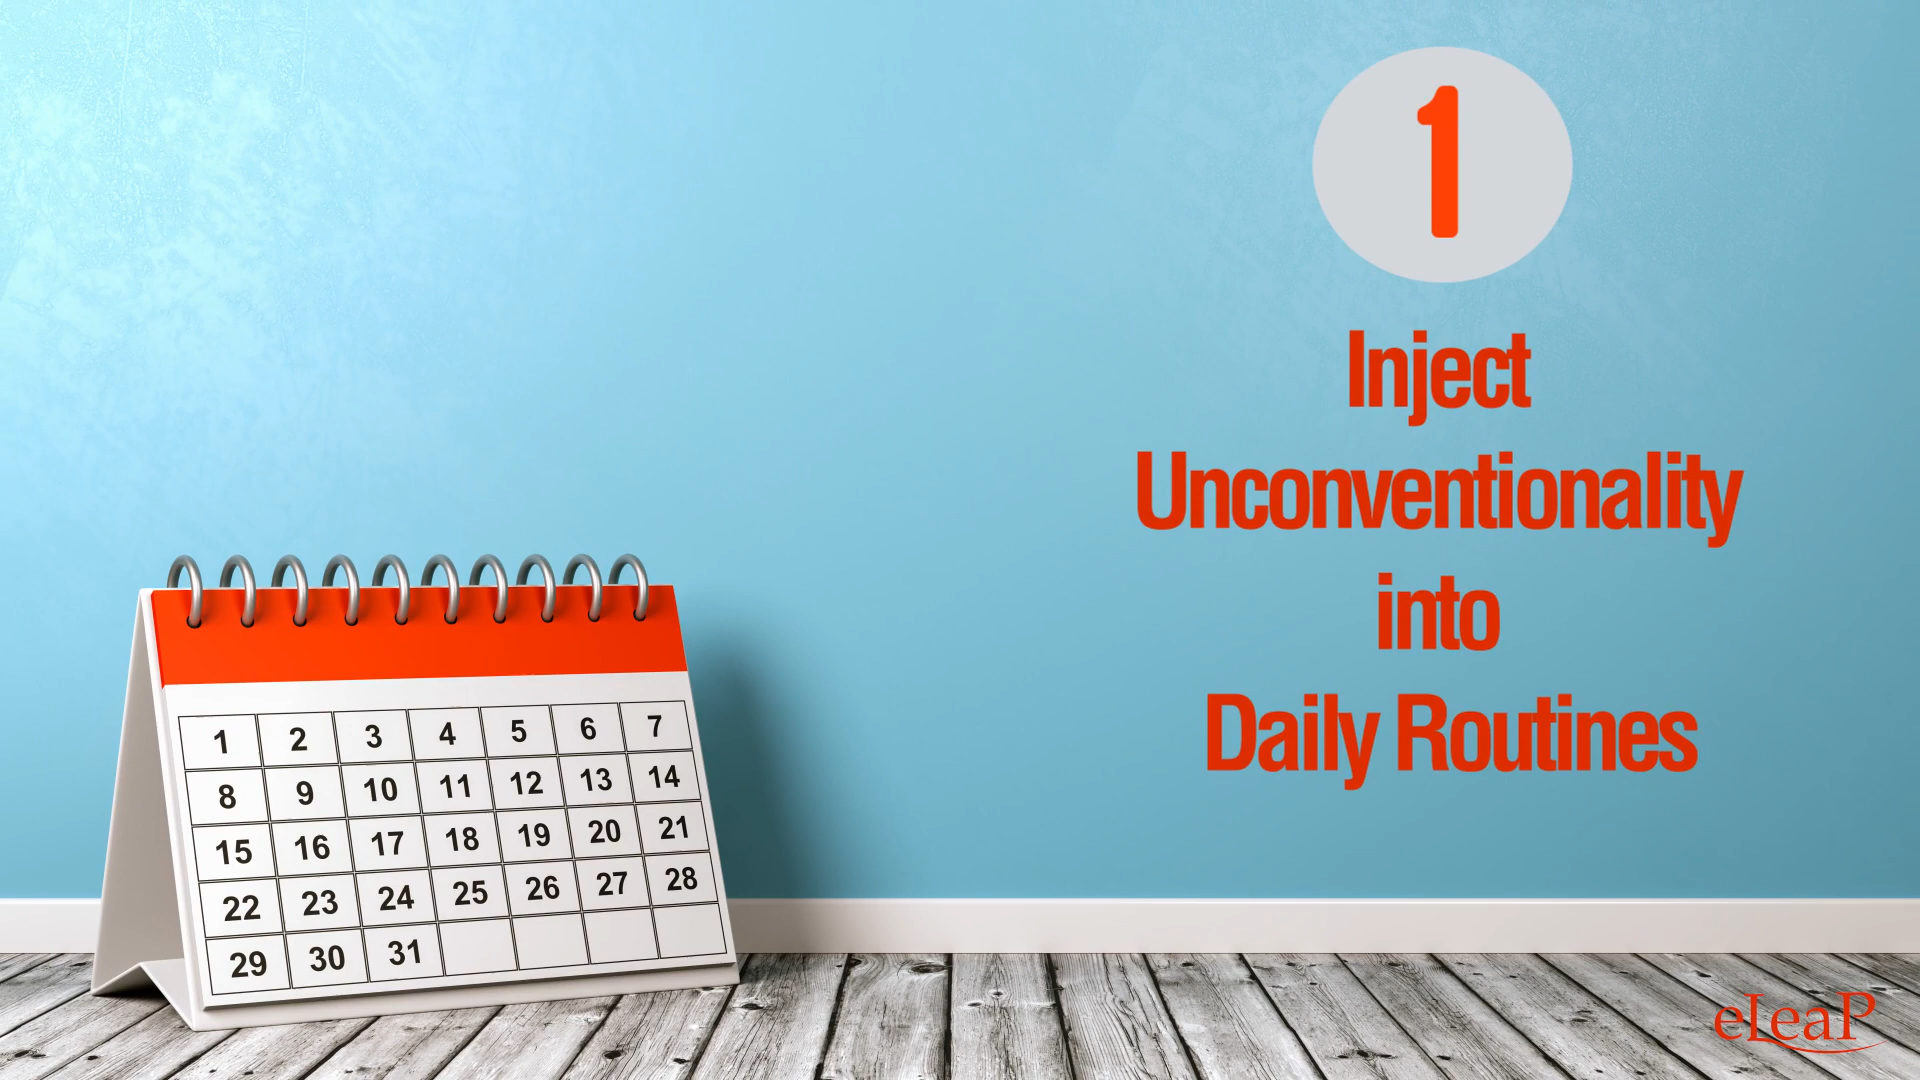 1
Inject
Unconventionality
into
Daily Routines
1 2 3 4 5 6 7
8 9 10 11 12 13 14
15 16 17 18 19 20 21
22 23 24 25 26 27 28
29 30 31
eLeaP